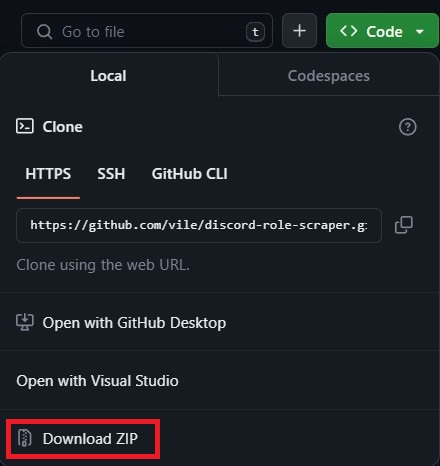 Go to file t + <> Code
Local Codespaces
Clone ?
HTTPS SSH GitHub CLI
https://github.com/vile/discord-role-scraper.gi
Clone using the web URL.
Open with GitHub Desktop
Open with Visual Studio
Download ZIP